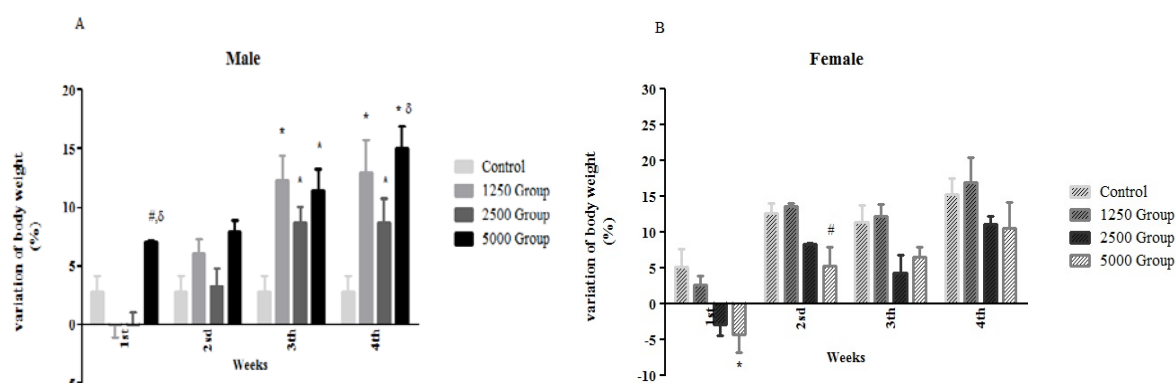 A
Male
variation of body weight
(%)
20
15
10
5
0
5
#,δ
*
*
*
*
*
* δ
1st
2sd
3th
4th
Weeks
Control
1250 Group
2500 Group
5000 Group
B
Female
variation of body weight
(%)
30
25
20
15
10
5
0
-5
-10
#
*
1st
2sd
3th
4th
Weeks
Control
1250 Group
2500 Group
5000 Group